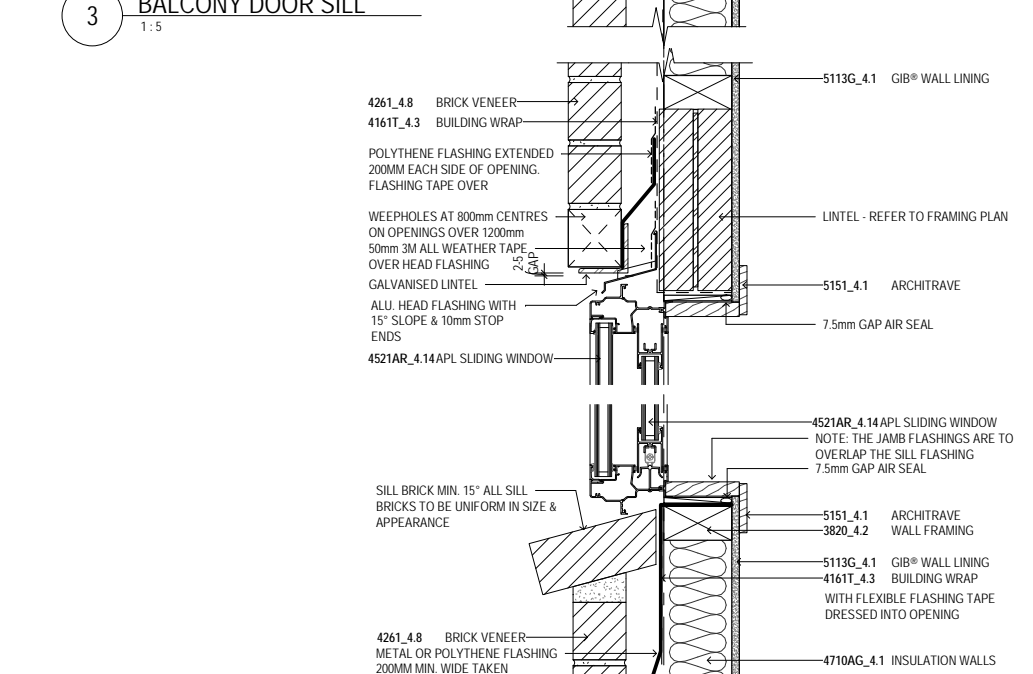 3
BALCONY DOOR SILL
1 : 5
4261_4.8 BRICK VENEER
4161T_4.3 BUILDING WRAP
POLYTHENE FLASHING EXTENDED
200MM EACH SIDE OF OPENING.
FLASHING TAPE OVER
WEEPHOLES AT 800mm CENTRES
ON OPENINGS OVER 1200mm
50mm 3M ALL WEATHER TAPE
OVER HEAD FLASHING
2-5
GAP
GALVANISED LINTEL
ALU. HEAD FLASHING WITH
15° SLOPE & 10mm STOP
ENDS
4521AR_4.14 APL SLIDING WINDOW
5113G_4.1 GIB® WALL LINING
LINTEL - REFER TO FRAMING PLAN
5151_4.1 ARCHITRAVE
7.5mm GAP AIR SEAL
4521AR_4.14 APL SLIDING WINDOW
NOTE: THE JAMB FLASHINGS ARE TO
OVERLAP THE SILL FLASHING
7.5mm GAP AIR SEAL
SILL BRICK MIN. 15° ALL SILL
BRICKS TO BE UNIFORM IN SIZE &
APPEARANCE
5151_4.1 ARCHITRAVE
3820_4.2 WALL FRAMING
5113G_4.1 GIB® WALL LINING
4161T_4.3 BUILDING WRAP
WITH FLEXIBLE FLASHING TAPE
DRESSED INTO OPENING
4261_4.8 BRICK VENEER
METAL OR POLYTHENE FLASHING
200MM MIN. WIDE TAKEN
4710AG_4.1 INSULATION WALLS